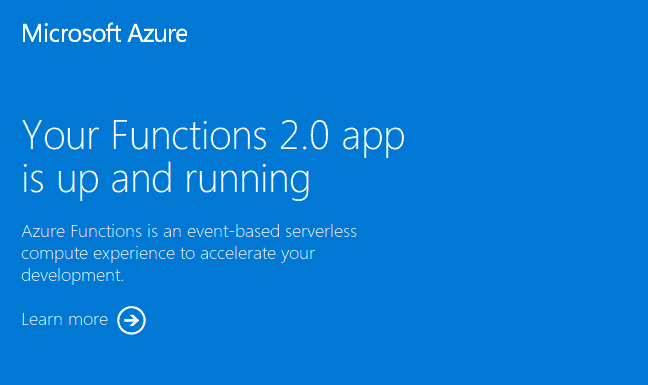 Microsoft Azure
Your Functions 2.0 app
is up and running
Azure Functions is an event-based serverless
compute experience to accelerate your
development.
Learn more